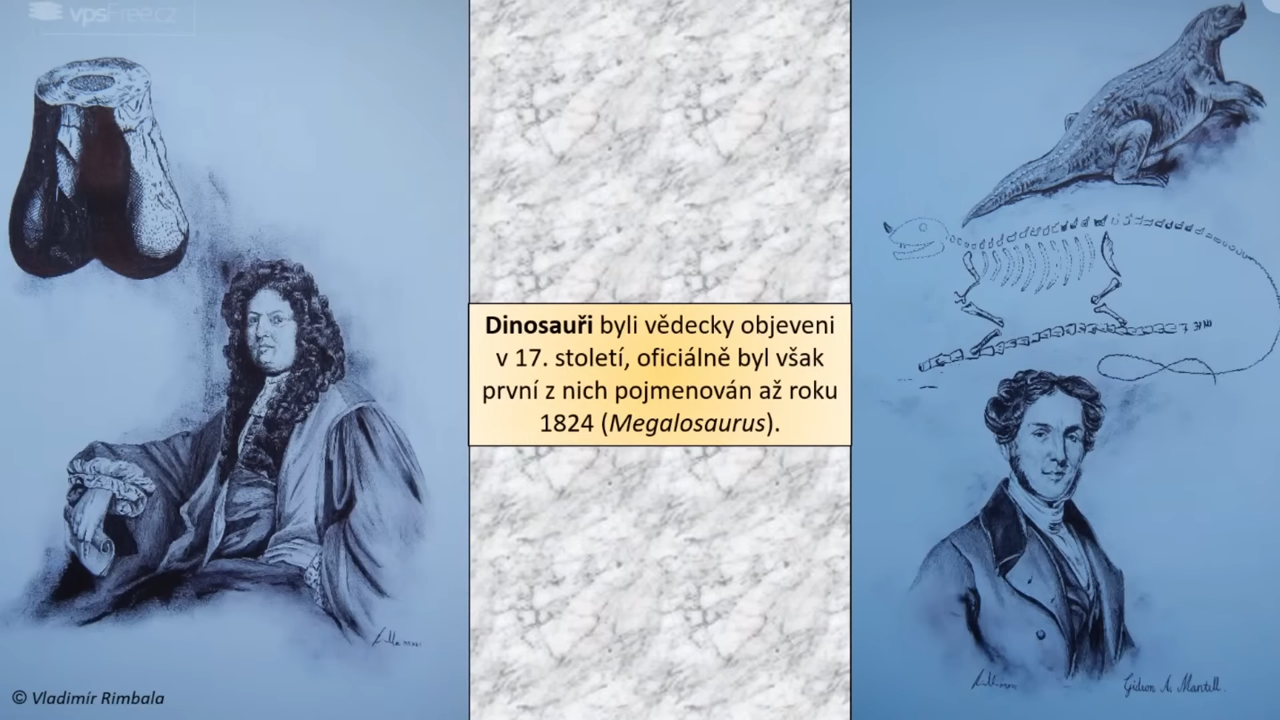 vpsFree.cz
Dinosauři byli vědecky objeveni
v 17. století, oficiálně byl však
první z nich pojmenován až roku
1824 (Megalosaurus).
Gideon A. Mantell.
© Vladimír Rimbala